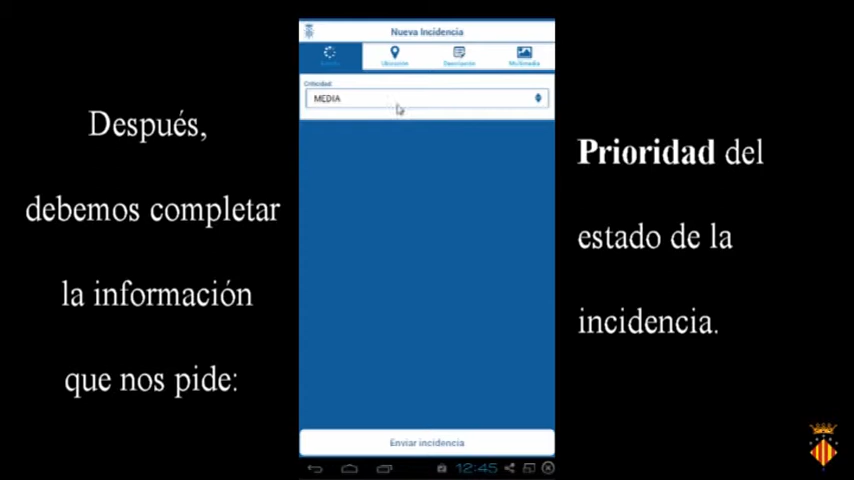 Después,
debemos completar
la información
que nos pide:
Nueva Incidencia
Ubicación
Descripción
Multimedia
Criticidad:
MEDIA
Enviar incidencia
12:45
Prioridad del
estado de la
incidencia.